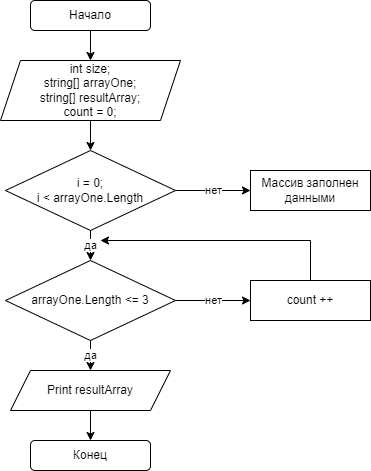 Начало
int size;
string[] arrayOne;
string[] resultArray;
count = 0;
i = 0;
i < arrayOne.Length
нет
Массив заполнен
данными
да
arrayOne.Length <= 3
нет
count ++
да
Print resultArray
Конец